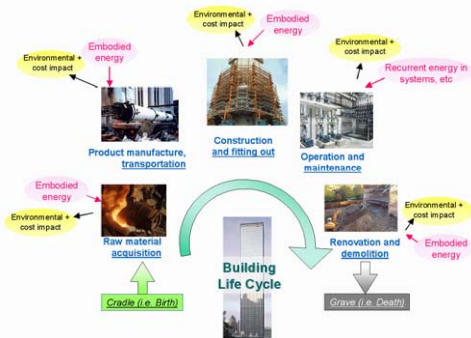 Environmental +
cost impact
Embodied
energy
Environmental +
cost impact
Embodied
energy
Environmental +
cost impact
Recurrent energy in
systems, etc
Product manufacture,
transportation
Construction
and fitting out
Operation and
maintenance
Embodied
energy
Environmental +
cost impact
Raw material
acquisition
Building
Life Cycle
Renovation and
demolition
Environmental +
cost impact
Embodied
energy
Cradle (i.e. Birth)
Grave (i.e. Death)